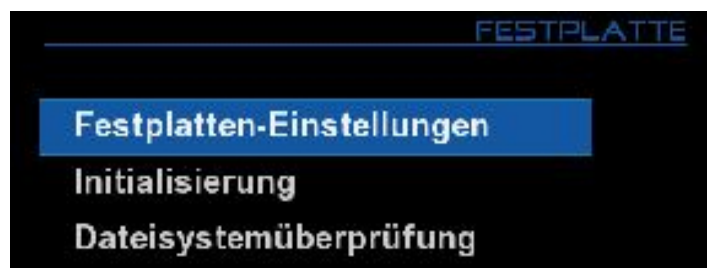 FESTPLATTE
Festplatten-Einstellungen
Initialisierung
Dateisystemüberprüfung